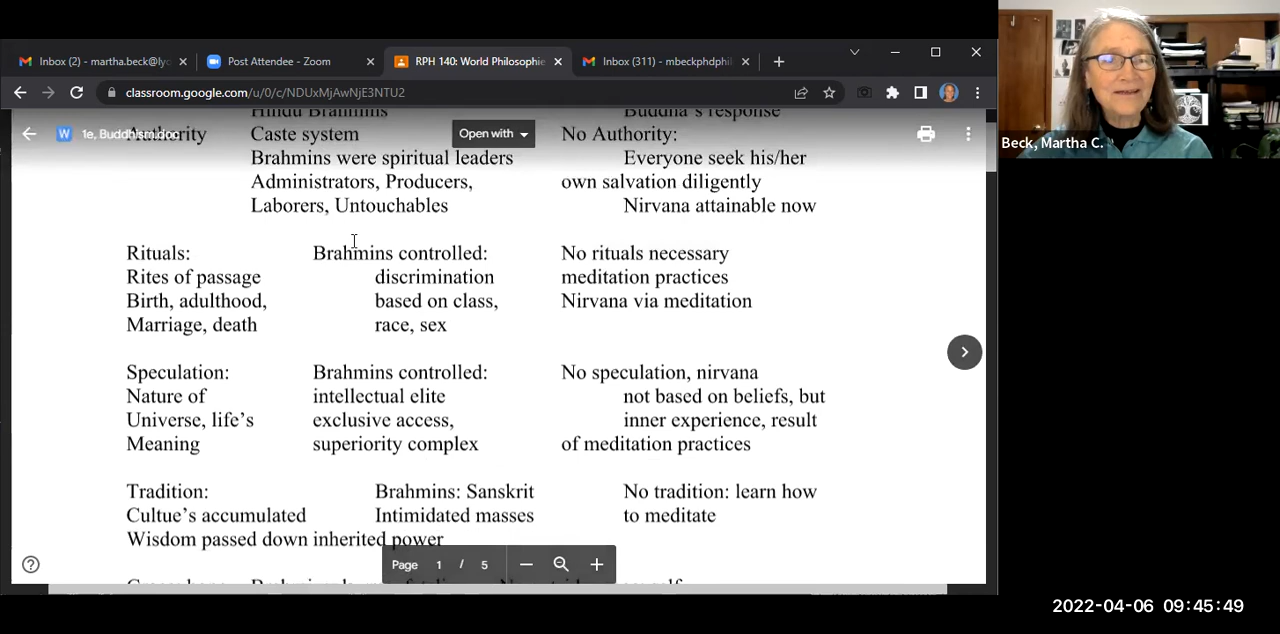 Inbox (2) - martha.beck@lyo
Post Attendee - Zoom
RPH 140: World Philosophie
Inbox (311) - mbeckphdphil
classroom.google.com/u/0/c/NDUxMjAwNjE3NTU2
Beck, Martha C.
W 1e, Buddhism.doc
Open with
Hindu Brahmins Buddha's response
Authority Caste system No Authority:
Brahmins were spiritual leaders Everyone seek his/her
Administrators, Producers, own salvation diligently
Laborers, Untouchables Nirvana attainable now
Rituals: Brahmins controlled: No rituals necessary
Rites of passage discrimination meditation practices
Birth, adulthood, based on class, Nirvana via meditation
Marriage, death race, sex
Speculation: Brahmins controlled: No speculation, nirvana
Nature of intellectual elite not based on beliefs, but
Universe, life's exclusive access, inner experience, result
Meaning superiority complex of meditation practices
Tradition: Brahmins: Sanskrit No tradition: learn how
Cultue's accumulated Intimidated masses to meditate
Wisdom passed down inherited power
Page 1 / 5
2022-04-06 09:45:49